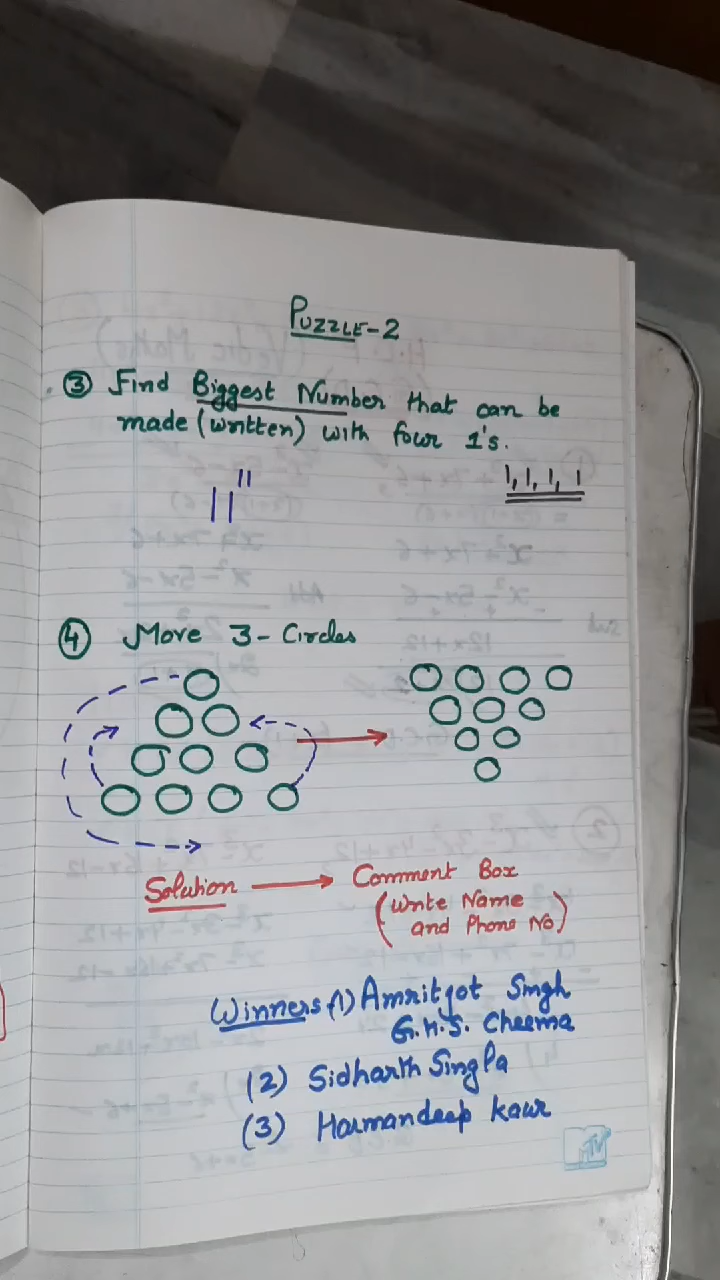 PUZZLE-2
③ Find Biggest Number that can be
made (written) with four 1's.
11¹¹
1, 1, 1, 1
④ Move 3-Circles
Solution → Comment Box
(Write Name
and Phone No)
Winners (1) Amritjot Singh
G.H.S. Cheema
(2) Sidharth Singla
(3) Harmandeep kaur
MTV